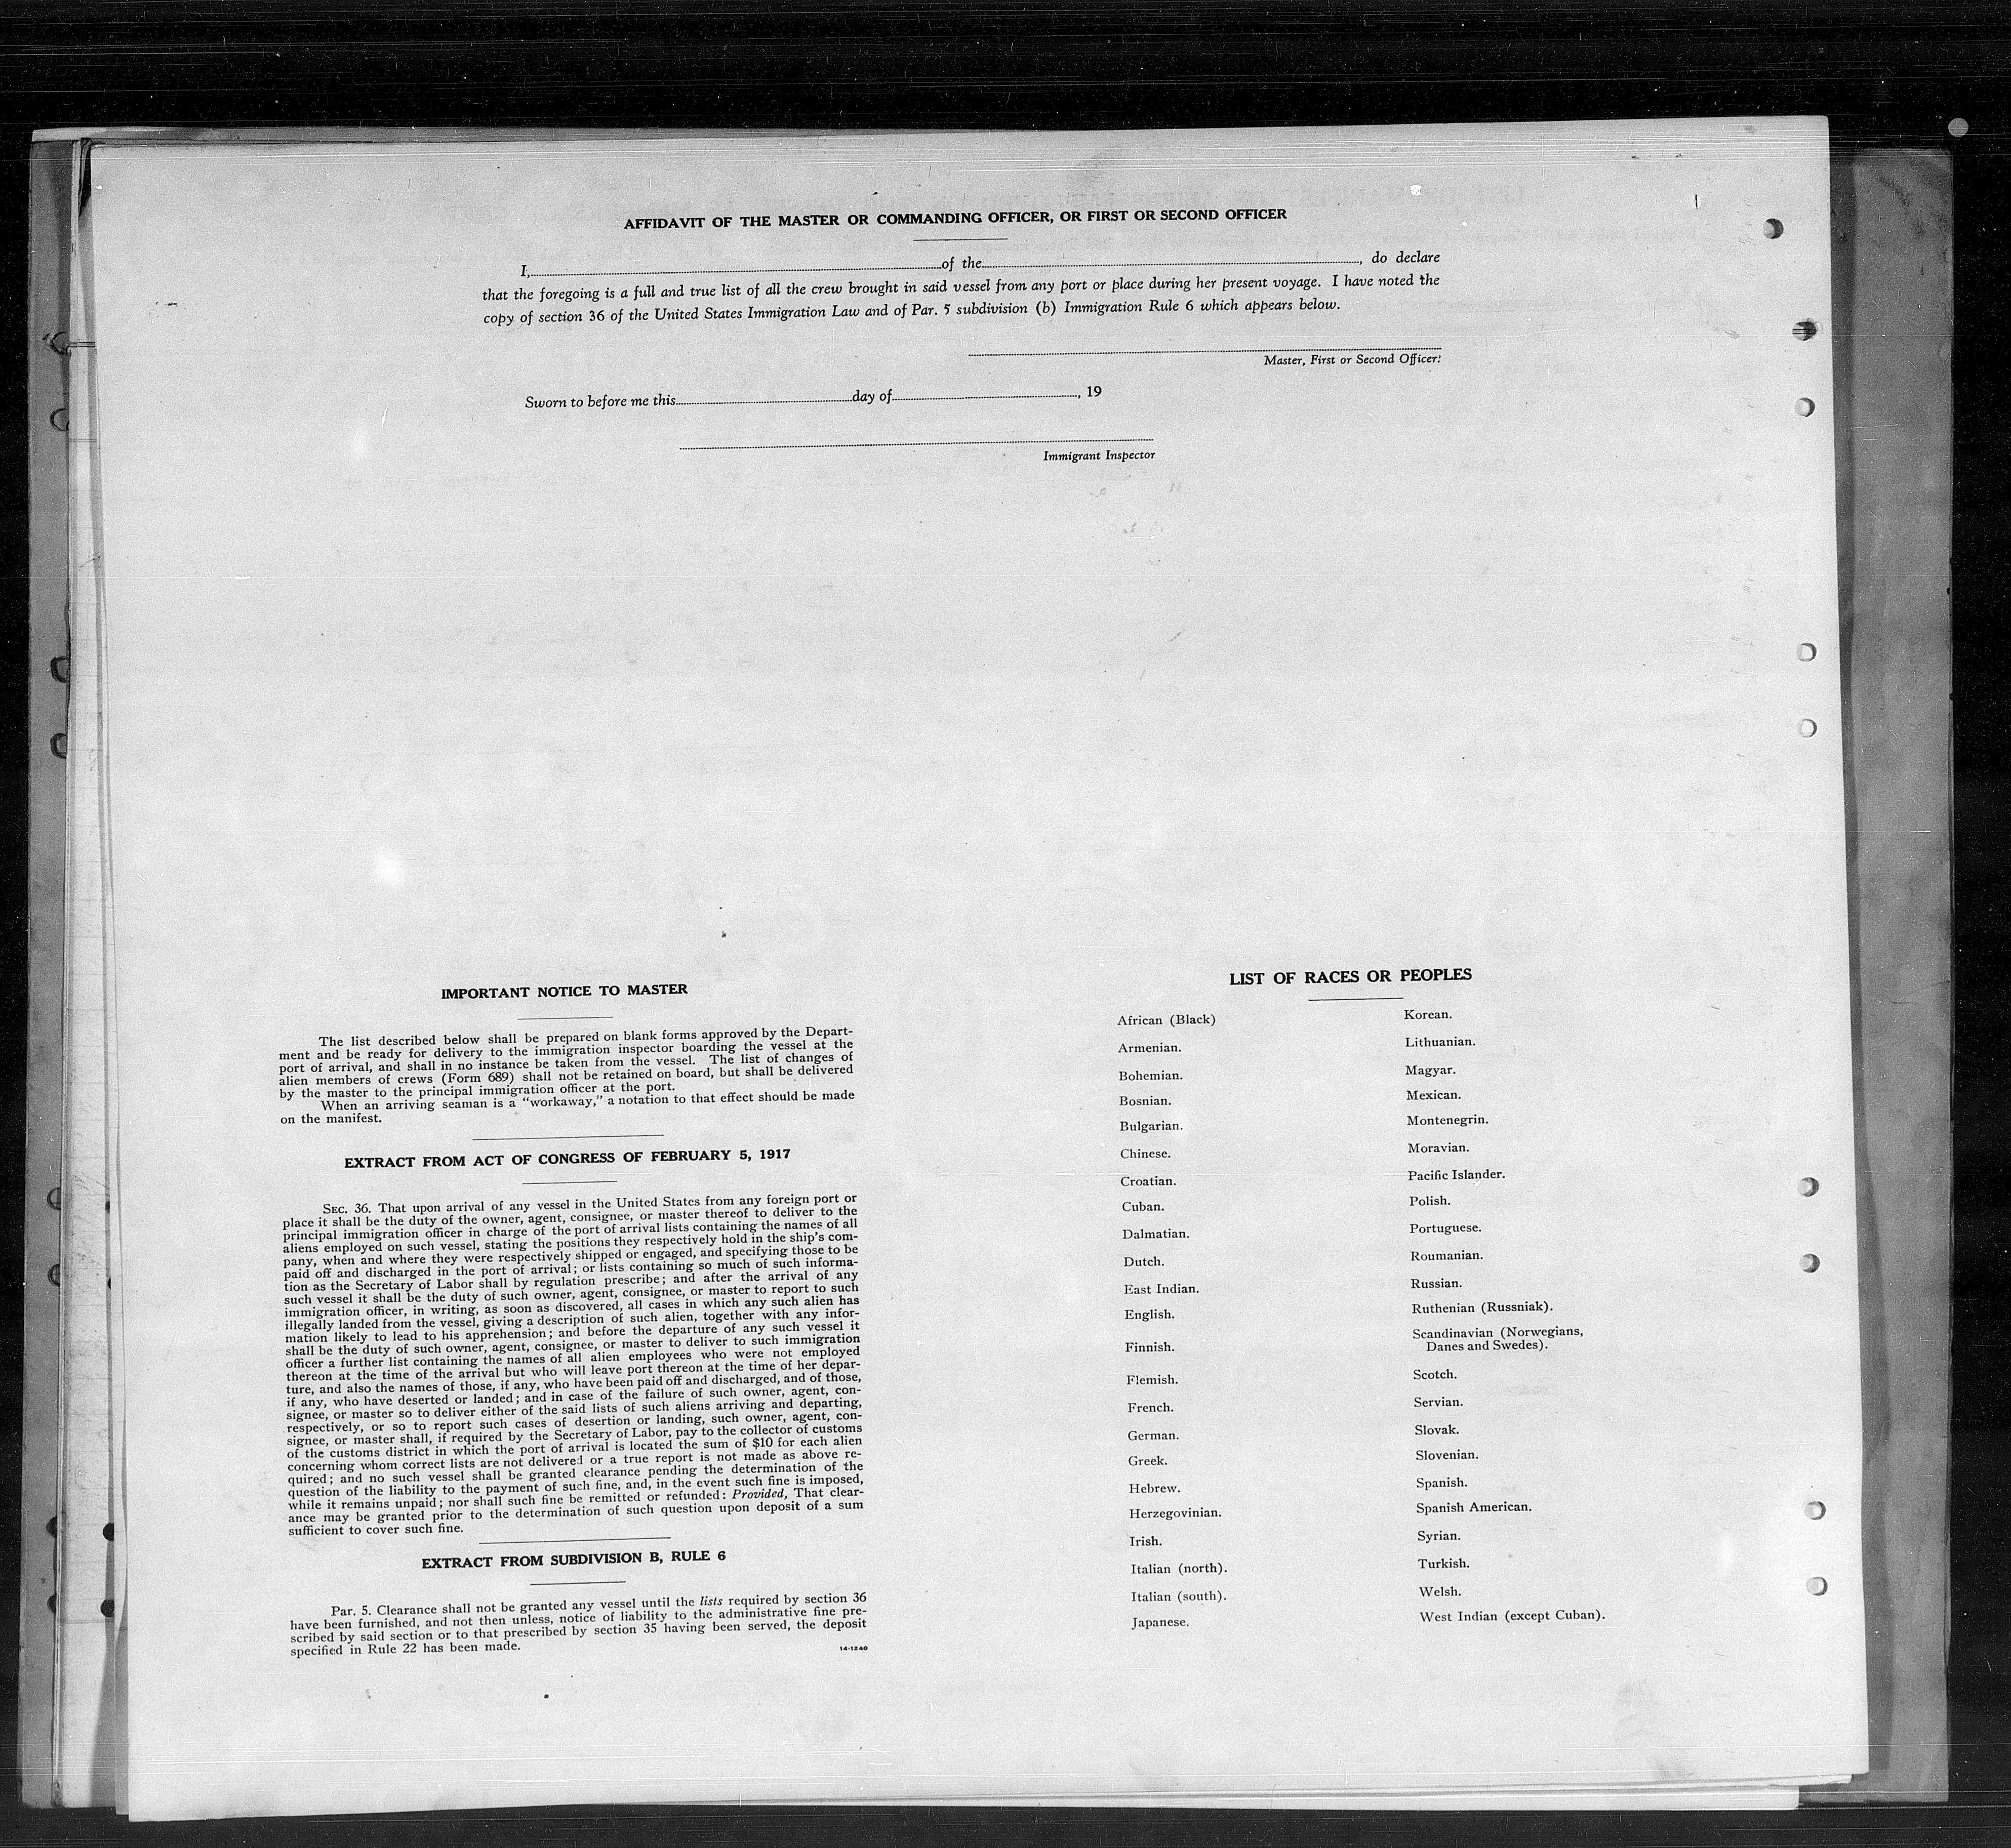 AFFIDAVIT OF THE MASTER OR COMMANDING OFFICER, OR FIRST OR SECOND OFFICER
I, of the , do declare
that the foregoing is a full and true list of all the crew brought in said vessel from any port or place during her present voyage. I have noted the
copy of section 36 of the United States Immigration Law and of Par. 5 subdivision (b) Immigration Rule 6 which appears below.
Master, First or Second Officer.
Sworn to before me this day of , 19
Immigrant Inspector
IMPORTANT NOTICE TO MASTER
The list described below shall be prepared on blank forms approved by the Depart-
ment and be ready for delivery to the immigration inspector boarding the vessel at the
port of arrival, and shall in no instance be taken from the vessel. The list of changes of
alien members of crews (Form 689) shall not be retained on board, but shall be delivered
by the master to the principal immigration officer at the port.
When an arriving seaman is a "workaway," a notation to that effect should be made
on the manifest.
EXTRACT FROM ACT OF CONGRESS OF FEBRUARY 5, 1917
SEC. 36. That upon arrival of any vessel in the United States from any foreign port or
place it shall be the duty of the owner, agent, consignee, or master thereof to deliver to the
principal immigration officer in charge of the port of arrival lists containing the names of all
aliens employed on such vessel, stating the positions they respectively hold in the ship's com-
pany, when and where they were respectively shipped or engaged, and specifying those to be
paid off and discharged in the port of arrival; or lists containing so much of such informa-
tion as the Secretary of Labor shall by regulation prescribe; and after the arrival of any
such vessel it shall be the duty of such owner, agent, consignee, or master to report to such
immigration officer, in writing, as soon as discovered, all cases in which any such alien has
illegally landed from the vessel, giving a description of such alien, together with any infor-
mation likely to lead to his apprehension; and before the departure of any such vessel it
shall be the duty of such owner, agent, consignee, or master to deliver to such immigration
officer a further list containing the names of all alien employees who were not employed
thereon at the time of the arrival but who will leave port thereon at the time of her depar-
ture, and also the names of those, if any, who have been paid off and discharged, and of those,
if any, who have deserted or landed; and in case of the failure of such owner, agent, con-
signee, or master so to deliver either of the said lists of such aliens arriving and departing,
respectively, or so to report such cases of desertion or landing, such owner, agent, con-
signee, or master shall, if required by the Secretary of Labor, pay to the collector of customs
of the customs district in which the port of arrival is located the sum of $10 for each alien
concerning whom correct lists are not delivered or a true report is not made as above re-
quired; and no such vessel shall be granted clearance pending the determination of the
question of the liability to the payment of such fine, and, in the event such fine is imposed,
while it remains unpaid; nor shall such fine be remitted or refunded: Provided, That clear-
ance may be granted prior to the determination of such question upon deposit of a sum
sufficient to cover such fine.
EXTRACT FROM SUBDIVISION B, RULE 6
Par. 5. Clearance shall not be granted any vessel until the lists required by section 36
have been furnished, and not then unless, notice of liability to the administrative fine pre-
scribed by said section or to that prescribed by section 35 having been served, the deposit
specified in Rule 22 has been made.
14-1240
LIST OF RACES OR PEOPLES
African (Black)
Armenian.
Bohemian.
Bosnian.
Bulgarian.
Chinese.
Croatian.
Cuban.
Dalmatian.
Dutch.
East Indian.
English.
Finnish.
Flemish.
French.
German.
Greek.
Hebrew.
Herzegovinian.
Irish.
Italian (north).
Italian (south).
Japanese.
Korean.
Lithuanian.
Magyar.
Mexican.
Montenegrin.
Moravian.
Pacific Islander.
Polish.
Portuguese.
Roumanian.
Russian.
Ruthenian (Russniak).
Scandinavian (Norwegians,
Danes and Swedes).
Scotch.
Servian.
Slovak.
Slovenian.
Spanish.
Spanish American.
Syrian.
Turkish.
Welsh.
West Indian (except Cuban).